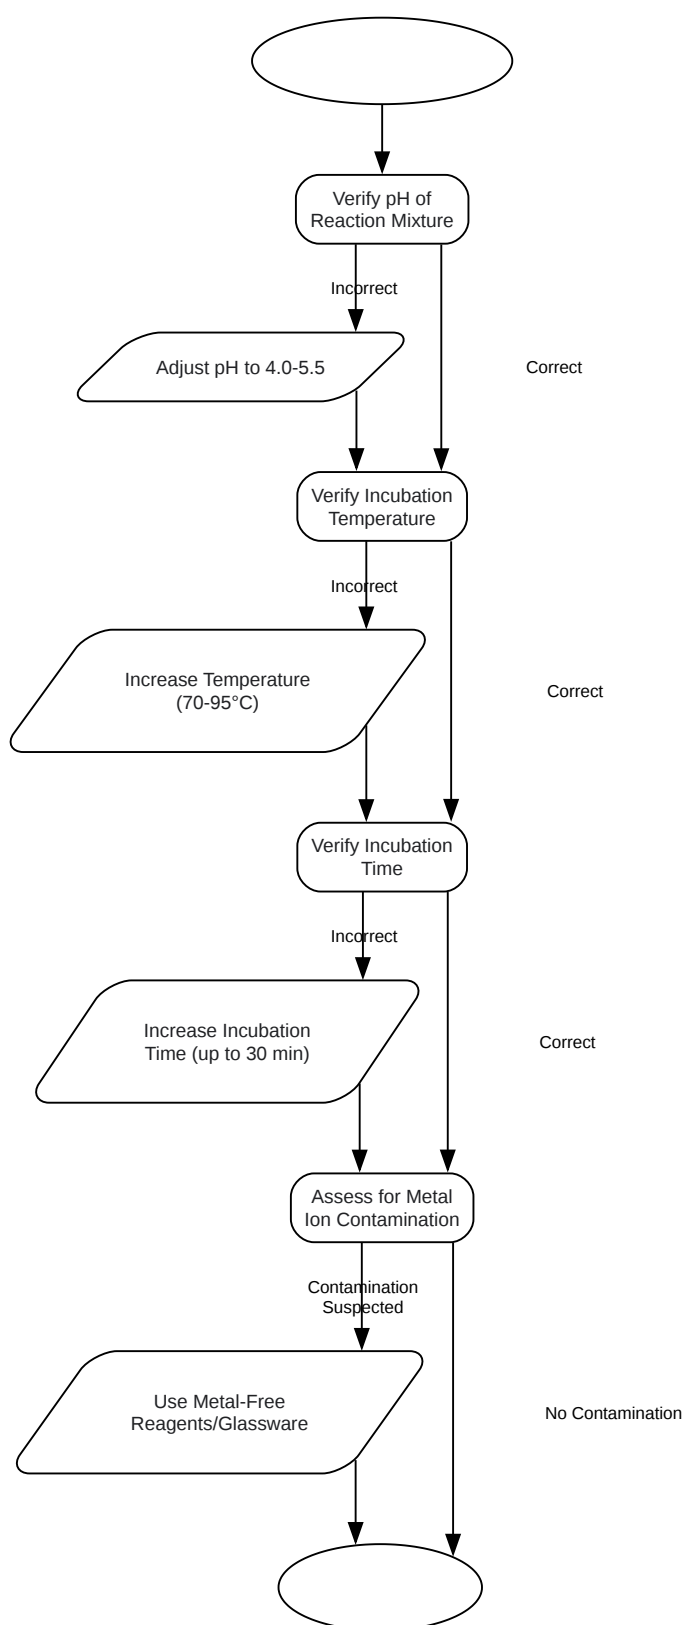 Verify pH of
Reaction Mixture
Incorrect
Adjust pH to 4.0-5.5
Correct
Verify Incubation
Temperature
Incorrect
Increase Temperature
(70-95°C)
Correct
Verify Incubation
Time
Incorrect
Increase Incubation
Time (up to 30 min)
Correct
Assess for Metal
Ion Contamination
Contamination
Suspected
Use Metal-Free
Reagents/Glassware
No Contamination